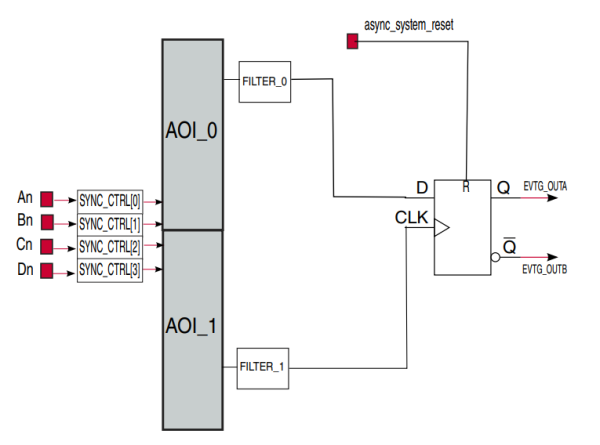 async_system_reset
FILTER_0
AOI_0
D
R
Q
EVTG_OUTA
An
SYNC_CTRL[0]
Bn
SYNC_CTRL[1]
CLK
Cn
SYNC_CTRL[2]
Q̅
Dn
SYNC_CTRL[3]
EVTG_OUTB
AOI_1
FILTER_1